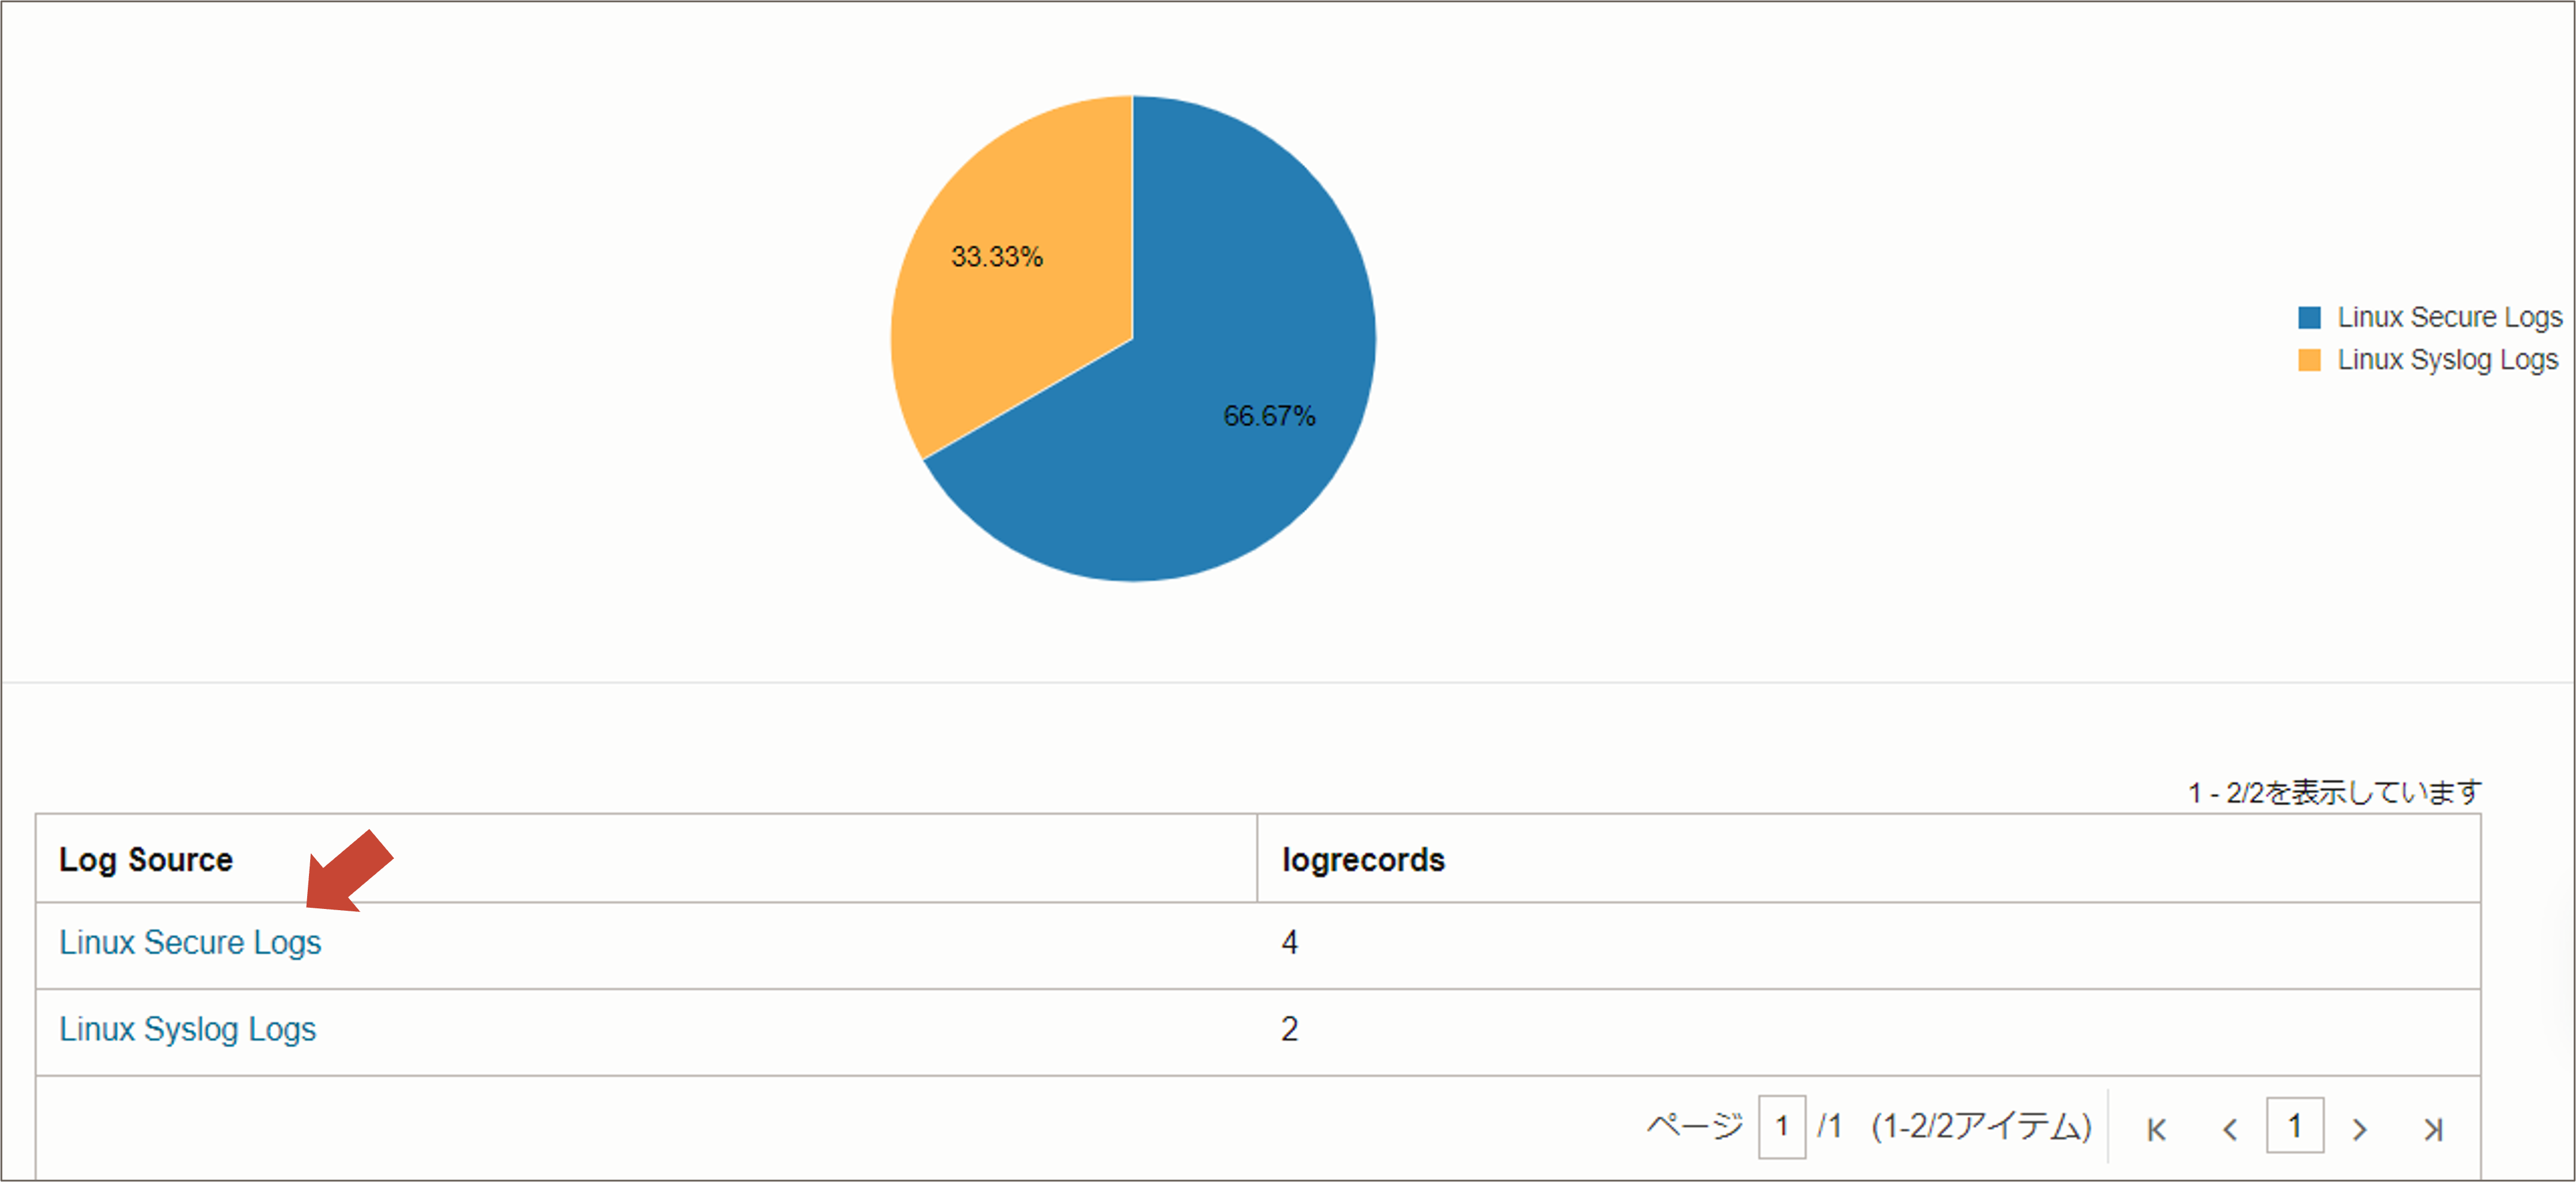 33.33%
66.67%
Linux Secure Logs
Linux Syslog Logs
1 - 2/2を表示しています
Log Source logrecords
Linux Secure Logs 4
Linux Syslog Logs 2
ページ 1 /1 (1-2/2アイテム) 1